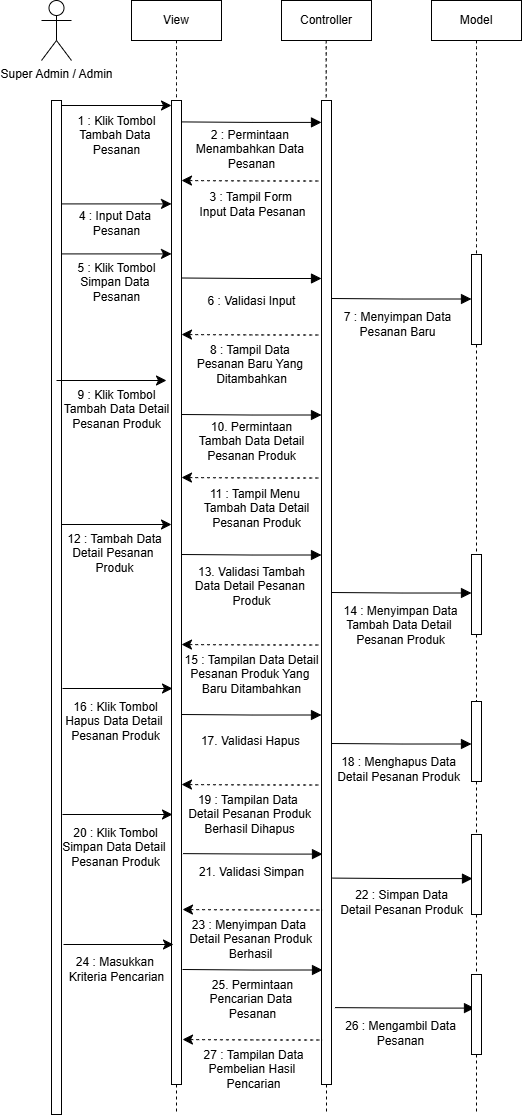 View
Controller
Model
Super Admin / Admin
1 : Klik Tombol
Tambah Data
Pesanan
2 : Permintaan
Menambahkan Data
Pesanan
3 : Tampil Form
Input Data Pesanan
4 : Input Data
Pesanan
5 : Klik Tombol
Simpan Data
Pesanan
6 : Validasi Input
7 : Menyimpan Data
Pesanan Baru
8 : Tampil Data
Pesanan Baru Yang
Ditambahkan
9 : Klik Tombol
Tambah Data Detail
Pesanan Produk
10. Permintaan
Tambah Data Detail
Pesanan Produk
11 : Tampil Menu
Tambah Data Detail
Pesanan Produk
12 : Tambah Data
Detail Pesanan
Produk
13. Validasi Tambah
Data Detail Pesanan
Produk
14 : Menyimpan Data
Tambah Data Detail
Pesanan Produk
15 : Tampilan Data Detail
Pesanan Produk Yang
Baru Ditambahkan
16 : Klik Tombol
Hapus Data Detail
Pesanan Produk
17. Validasi Hapus
18 : Menghapus Data
Detail Pesanan Produk
19 : Tampilan Data
Detail Pesanan Produk
Berhasil Dihapus
20 : Klik Tombol
Simpan Data Detail
Pesanan Produk
21. Validasi Simpan
22 : Simpan Data
Detail Pesanan Produk
23 : Menyimpan Data
Detail Pesanan Produk
Berhasil
24 : Masukkan
Kriteria Pencarian
25. Permintaan
Pencarian Data
Pesanan
26 : Mengambil Data
Pesanan
27 : Tampilan Data
Pembelian Hasil
Pencarian